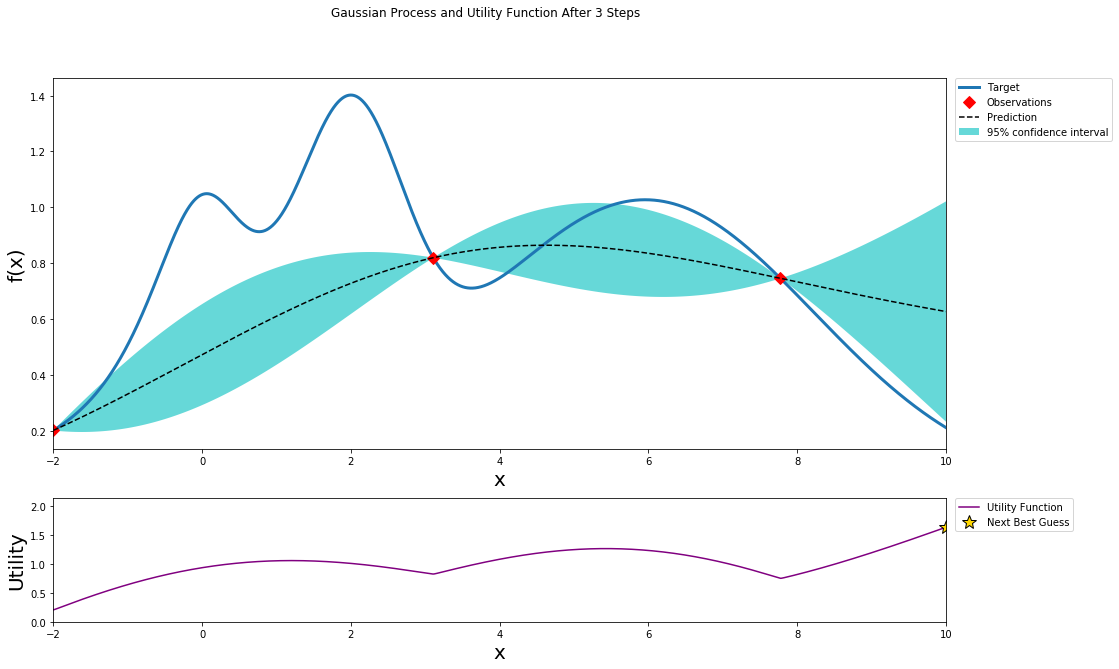 Gaussian Process and Utility Function After 3 Steps
1.4
1.2
1.0
0.8
0.6
0.4
0.2
f(x)
−2
0
2
4
6
8
10
x
Target
Observations
Prediction
95% confidence interval
2.0
1.5
1.0
0.5
0.0
Utility
−2
0
2
4
6
8
10
x
Utility Function
Next Best Guess